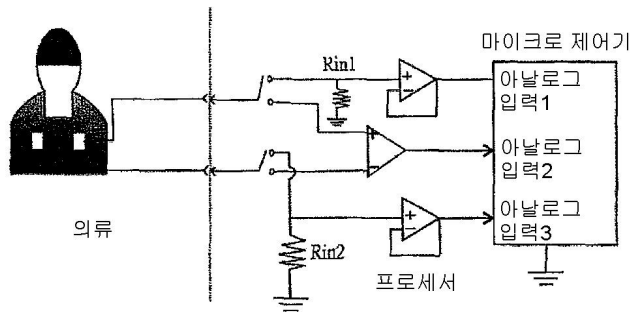 마이크로 제어기
Rin1
아날로그
입력1
아날로그
입력2
아날로그
입력3
의류
Rin2
프로세서